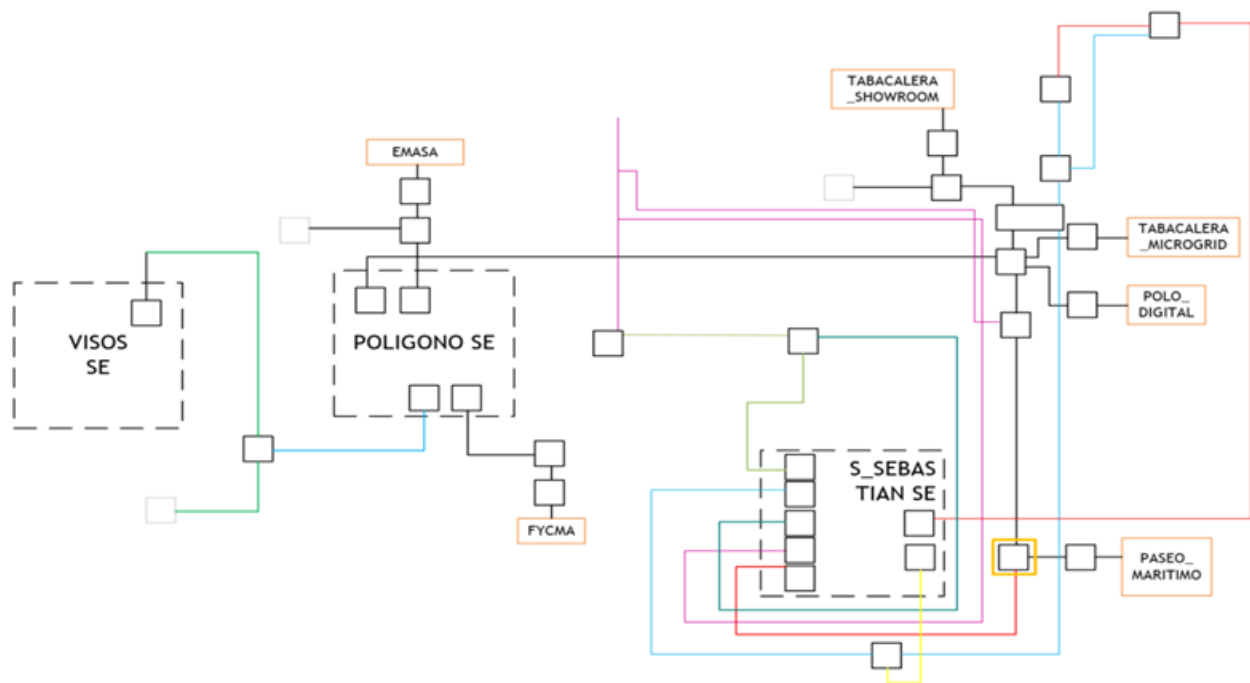 TABACALERA
_SHOWROOM
EMASA
TABACALERA
_MICROGRID
POLO_
DIGITAL
VISOS
SE
POLIGONO SE
S_SEBAS
TIAN SE
FYCMA
PASEO_
MARITIMO